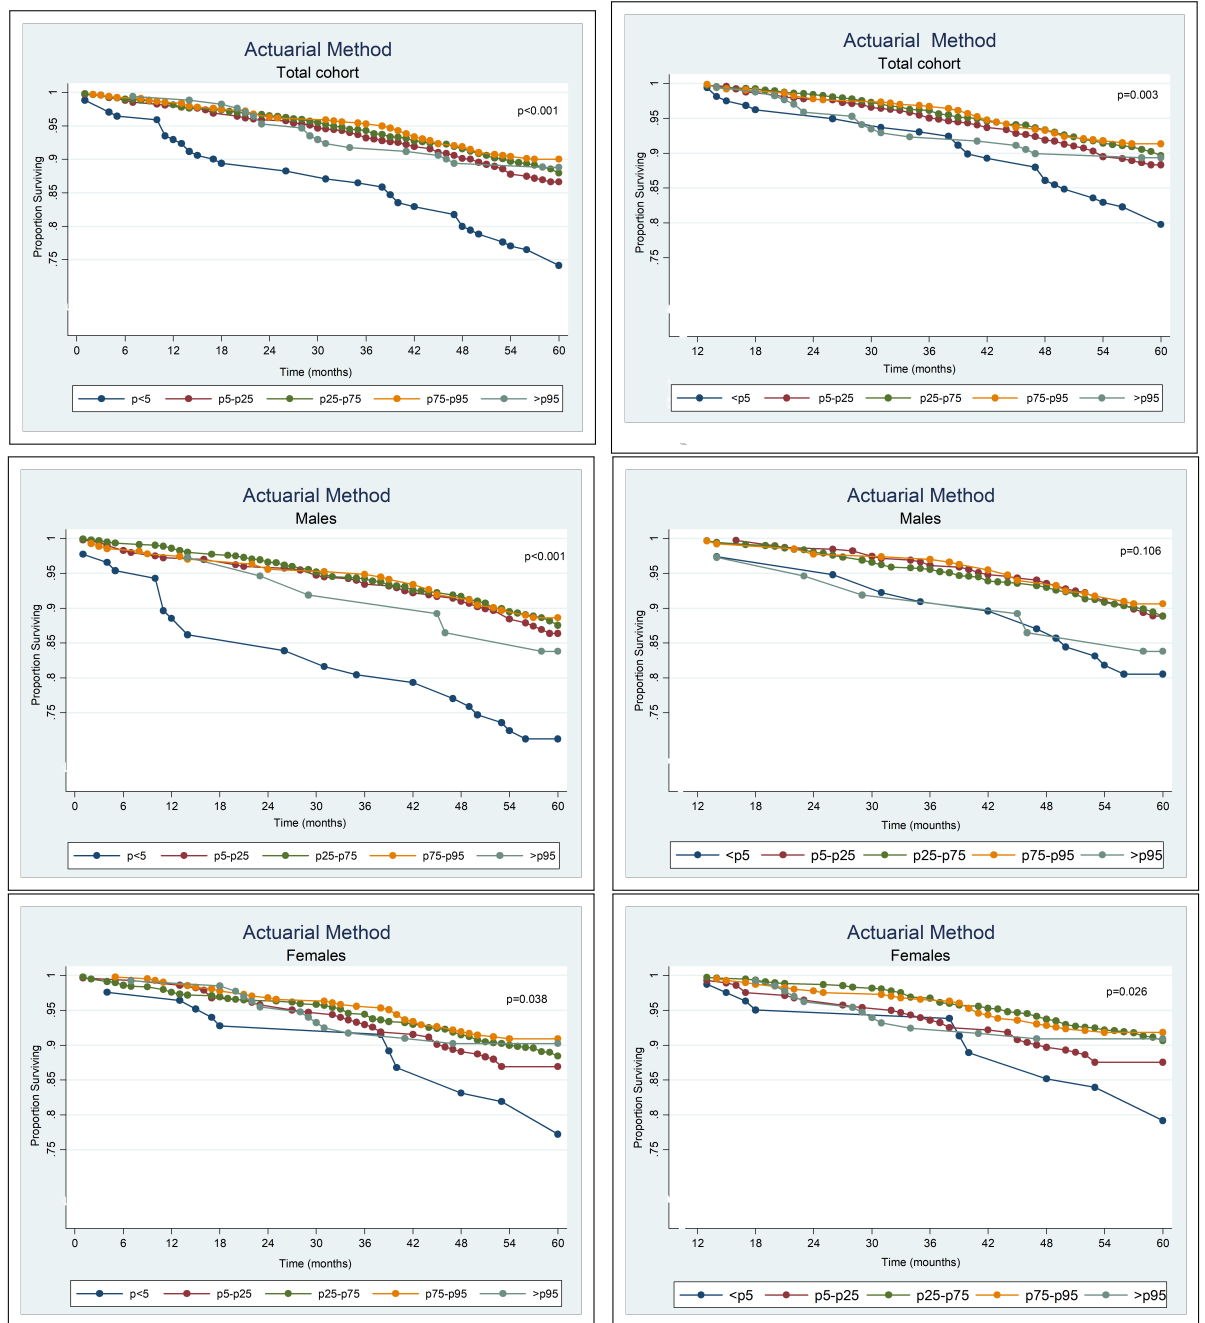 Actuarial Method
Total cohort
p<0.001
Proportion Surviving
1
.95
.9
.85
.8
.75
0 6 12 18 24 30 36 42 48 54 60
Time (months)
p<5 p5-p25 p25-p75 p75-p95 >p95
Actuarial Method
Total cohort
p=0.003
Proportion Surviving
1
.95
.9
.85
.8
.75
12 18 24 30 36 42 48 54 60
Time (months)
<p5 p5-p25 p25-p75 p75-p95 >p95
Actuarial Method
Males
p<0.001
Proportion Surviving
1
.95
.9
.85
.8
.75
0 6 12 18 24 30 36 42 48 54 60
Time (months)
p<5 p5-p25 p25-p75 p75-p95 >p95
Actuarial Method
Males
p=0.106
Proportion Surviving
1
.95
.9
.85
.8
.75
12 18 24 30 36 42 48 54 60
Time (mounths)
<p5 p5-p25 p25-p75 p75-p95 >p95
Actuarial Method
Females
p=0.038
Proportion Surviving
1
.95
.9
.85
.8
.75
0 6 12 18 24 30 36 42 48 54 60
Time (months)
p<5 p5-p25 p25-p75 p75-p95 >p95
Actuarial Method
Females
p=0.026
Proportion Surviving
1
.95
.9
.85
.8
.75
12 18 24 30 36 42 48 54 60
Time (mounths)
<p5 p5-p25 p25-p75 p75-p95 >p95